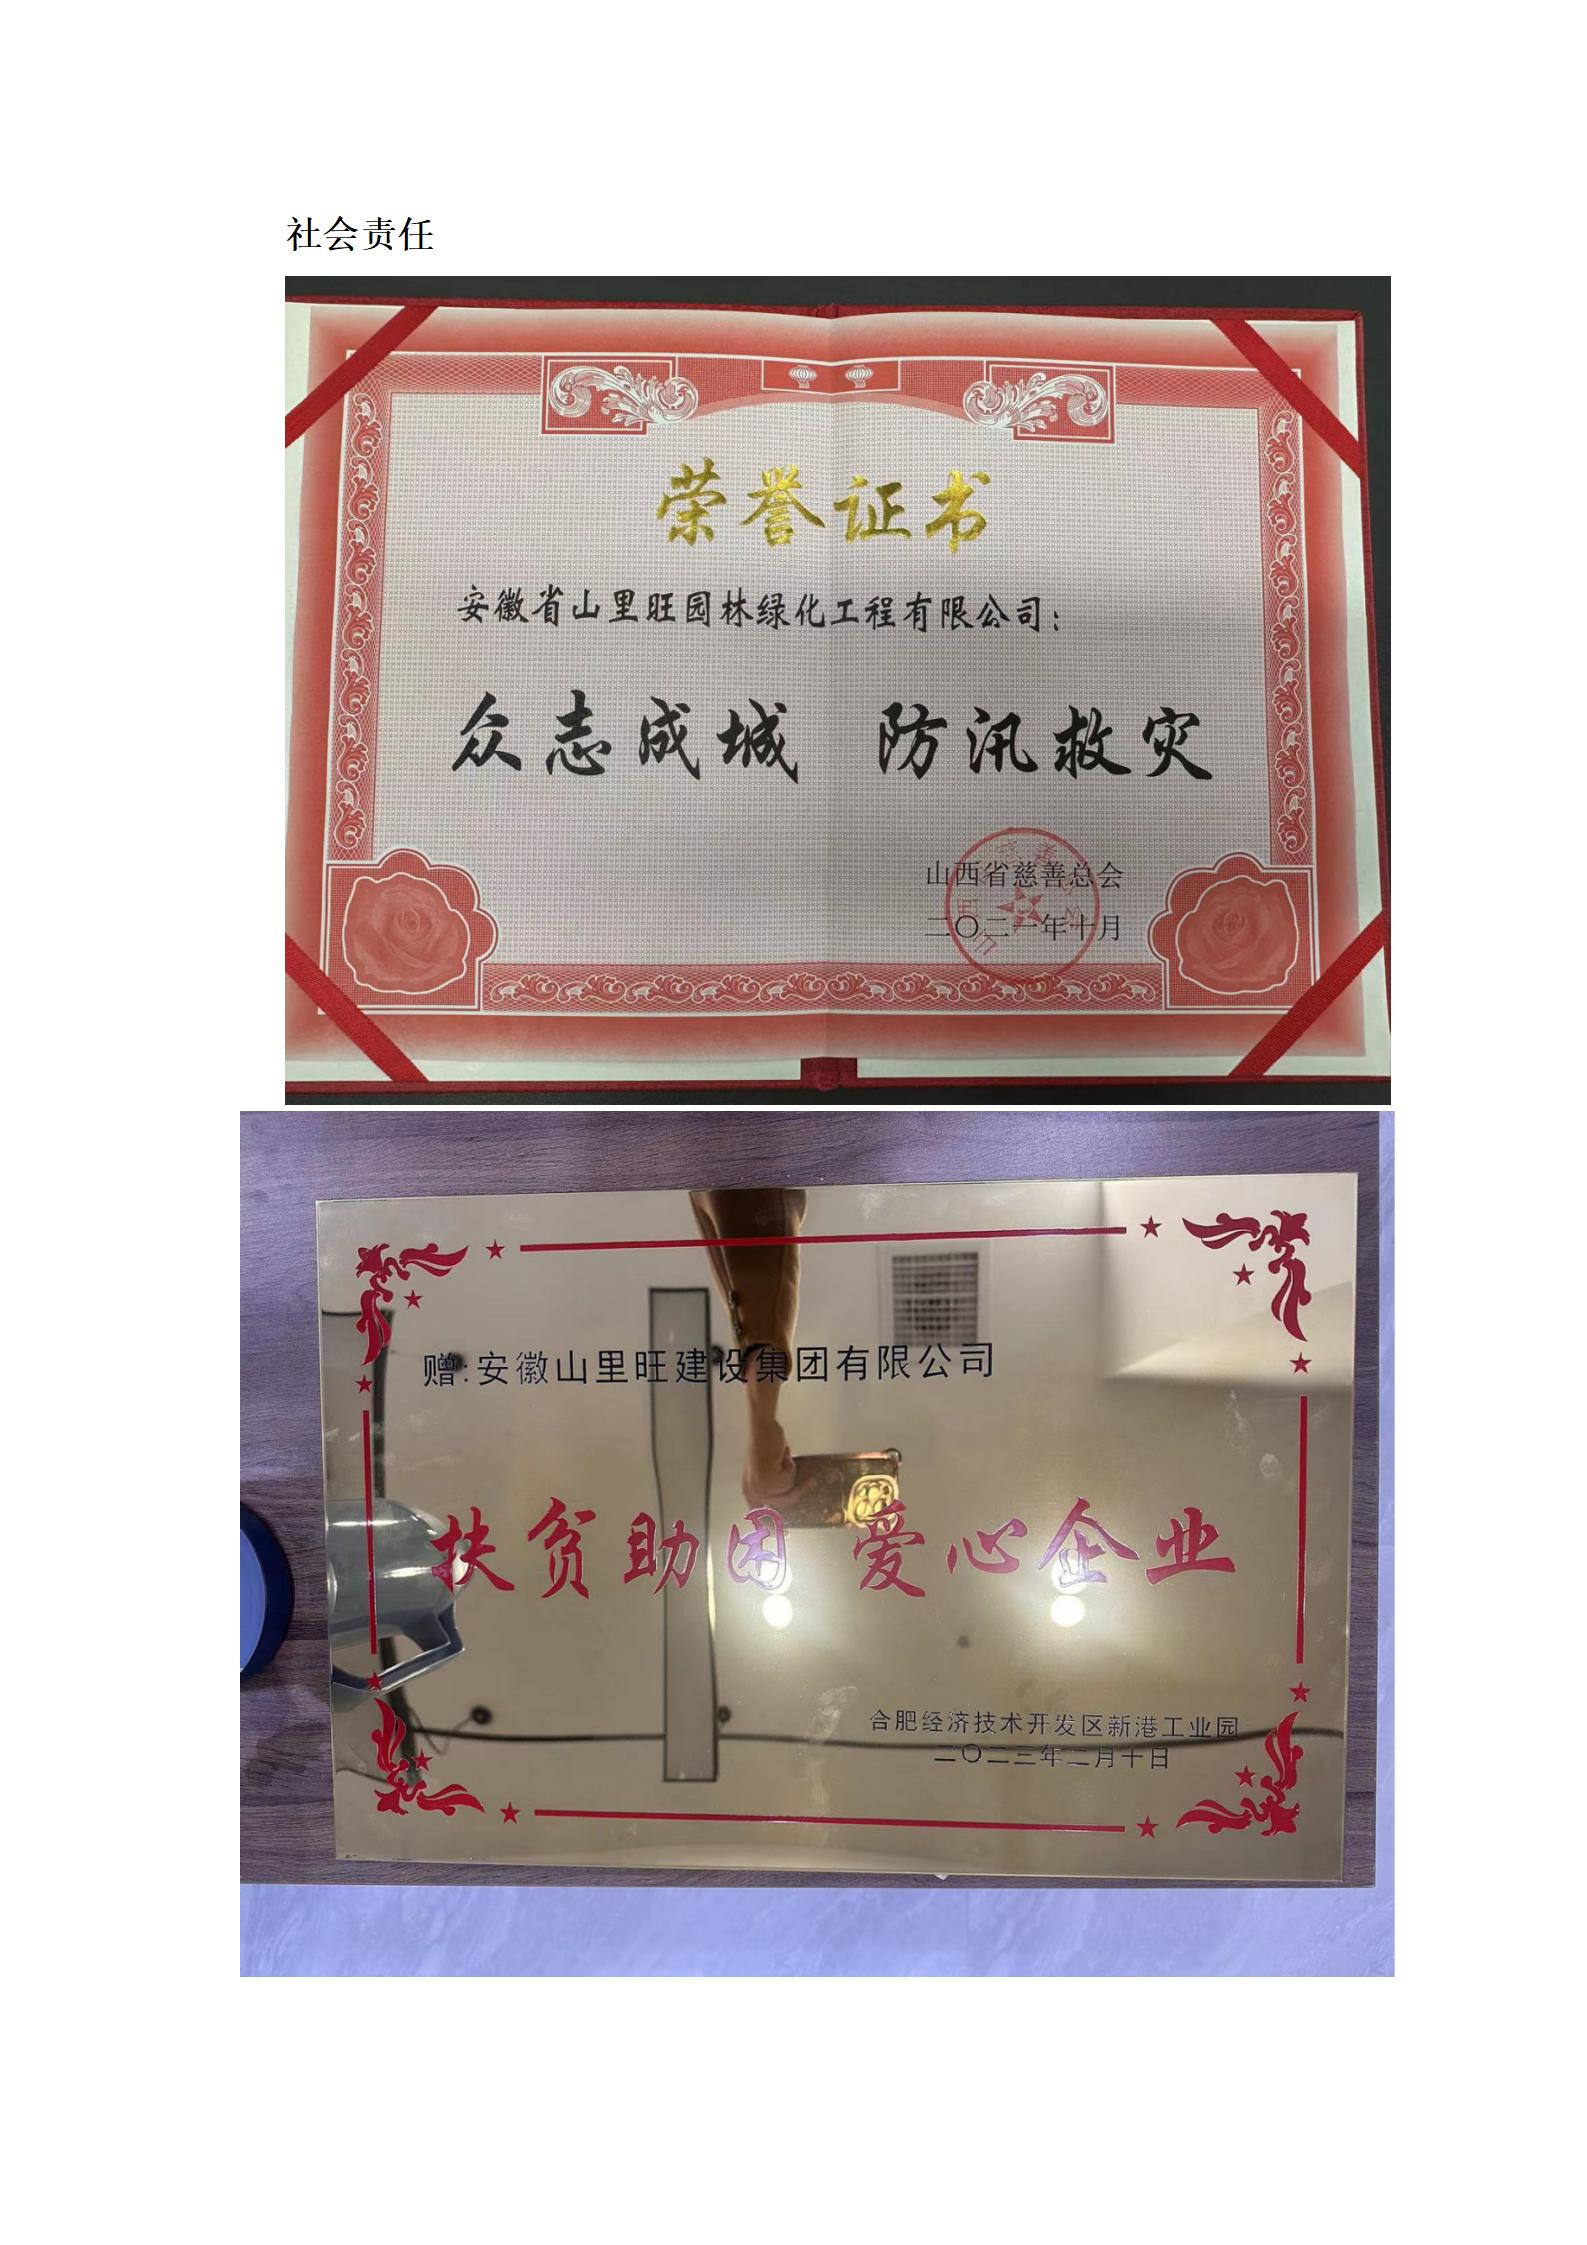 社会责任
荣誉证书
安徽省山里旺园林绿化工程有限公司：
众志成城 防汛救灾
山西省慈善总会
二〇二一年十月
赠:安徽山里旺建设集团有限公司
扶贫助困 爱心企业
合肥经济技术开发区新港工业园
二〇二三年二月十日